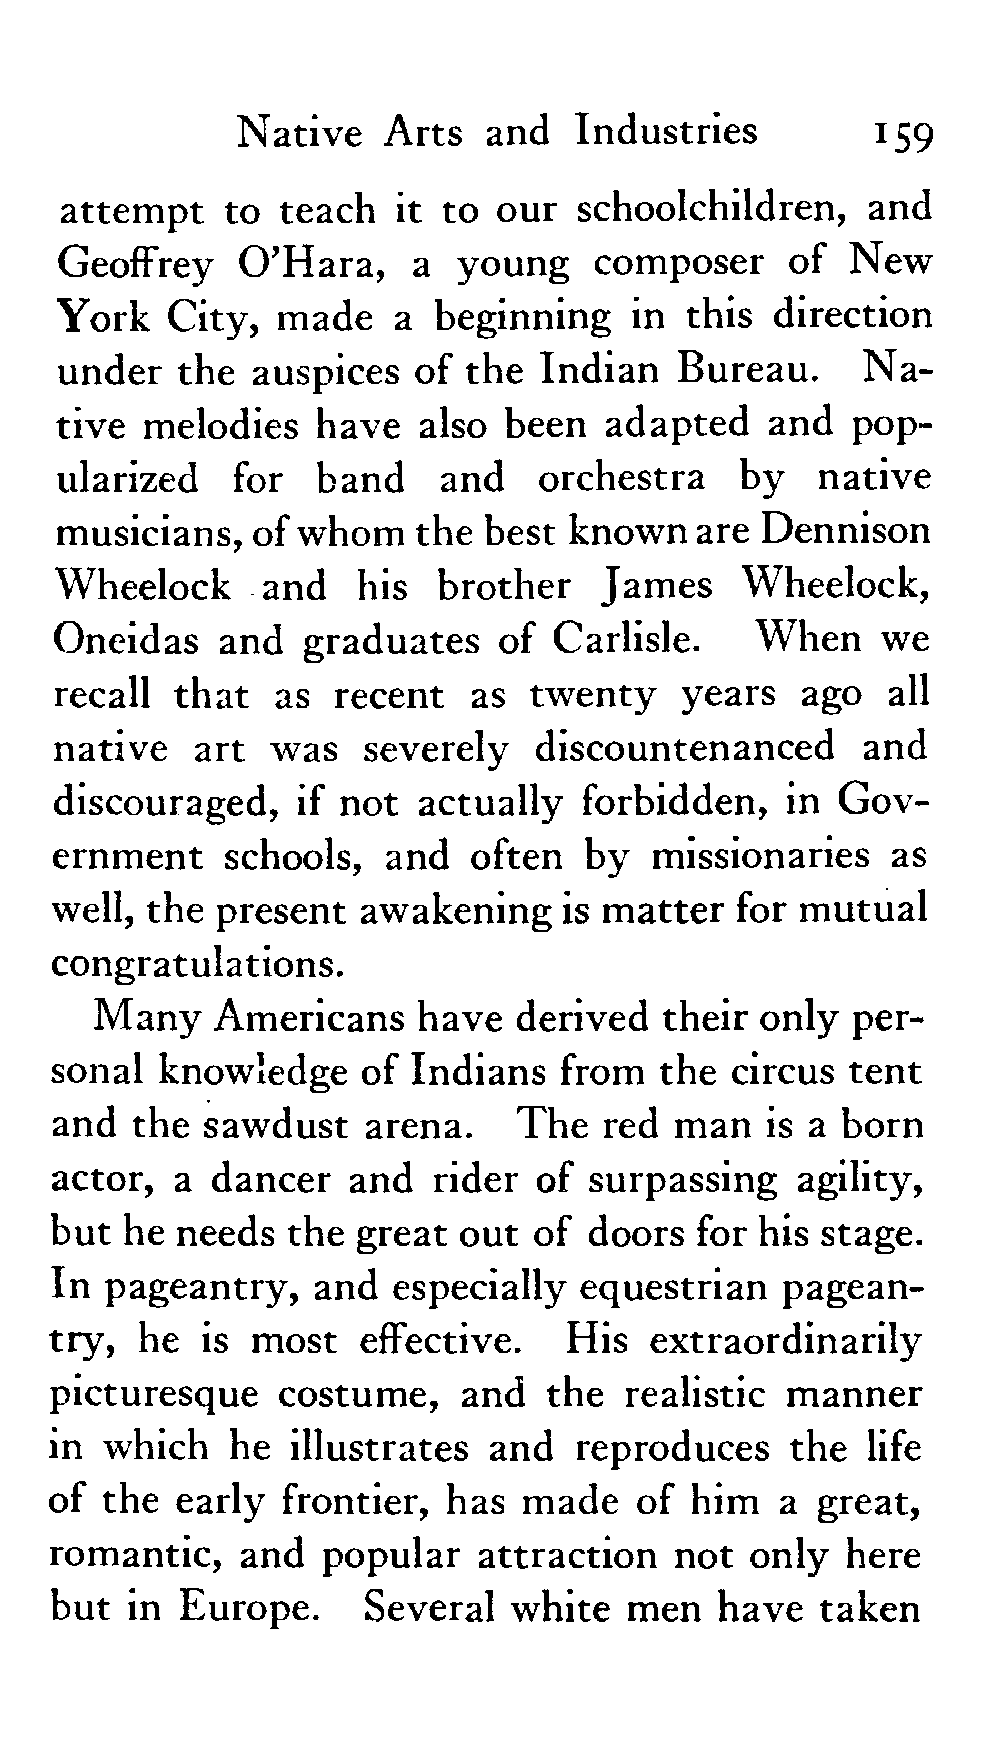 Native Arts and Industries 159
attempt to teach it to our schoolchildren, and
Geoffrey O'Hara, a young composer of New
York City, made a beginning in this direction
under the auspices of the Indian Bureau. Na-
tive melodies have also been adapted and pop-
ularized for band and orchestra by native
musicians, of whom the best known are Dennison
Wheelock and his brother James Wheelock,
Oneidas and graduates of Carlisle. When we
recall that as recent as twenty years ago all
native art was severely discountenanced and
discouraged, if not actually forbidden, in Gov-
ernment schools, and often by missionaries as
well, the present awakening is matter for mutual
congratulations.
Many Americans have derived their only per-
sonal knowledge of Indians from the circus tent
and the sawdust arena. The red man is a born
actor, a dancer and rider of surpassing agility,
but he needs the great out of doors for his stage.
In pageantry, and especially equestrian pagean-
try, he is most effective. His extraordinarily
picturesque costume, and the realistic manner
in which he illustrates and reproduces the life
of the early frontier, has made of him a great,
romantic, and popular attraction not only here
but in Europe. Several white men have taken